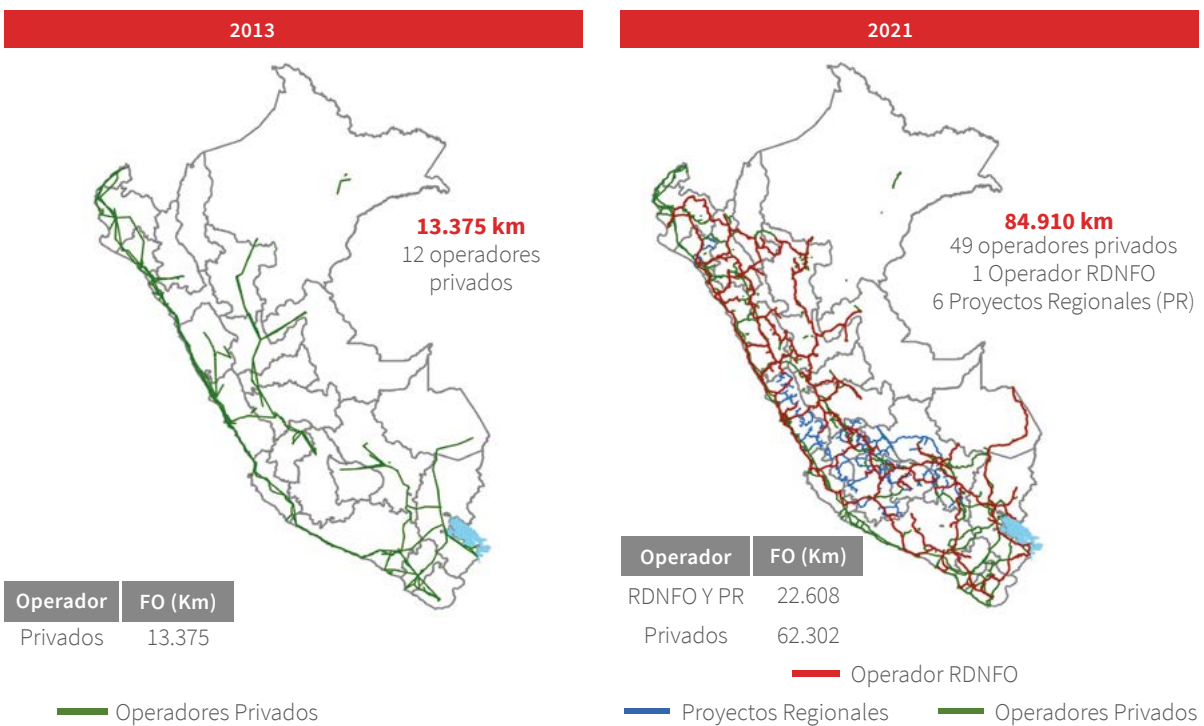 2013
13.375 km
12 operadores
privados
Operador FO (Km)
Privados 13.375
Operadores Privados
2021
84.910 km
49 operadores privados
1 Operador RDNFO
6 Proyectos Regionales (PR)
Operador FO (Km)
RDNFO Y PR 22.608
Privados 62.302
Operador RDNFO
Proyectos Regionales
Operadores Privados